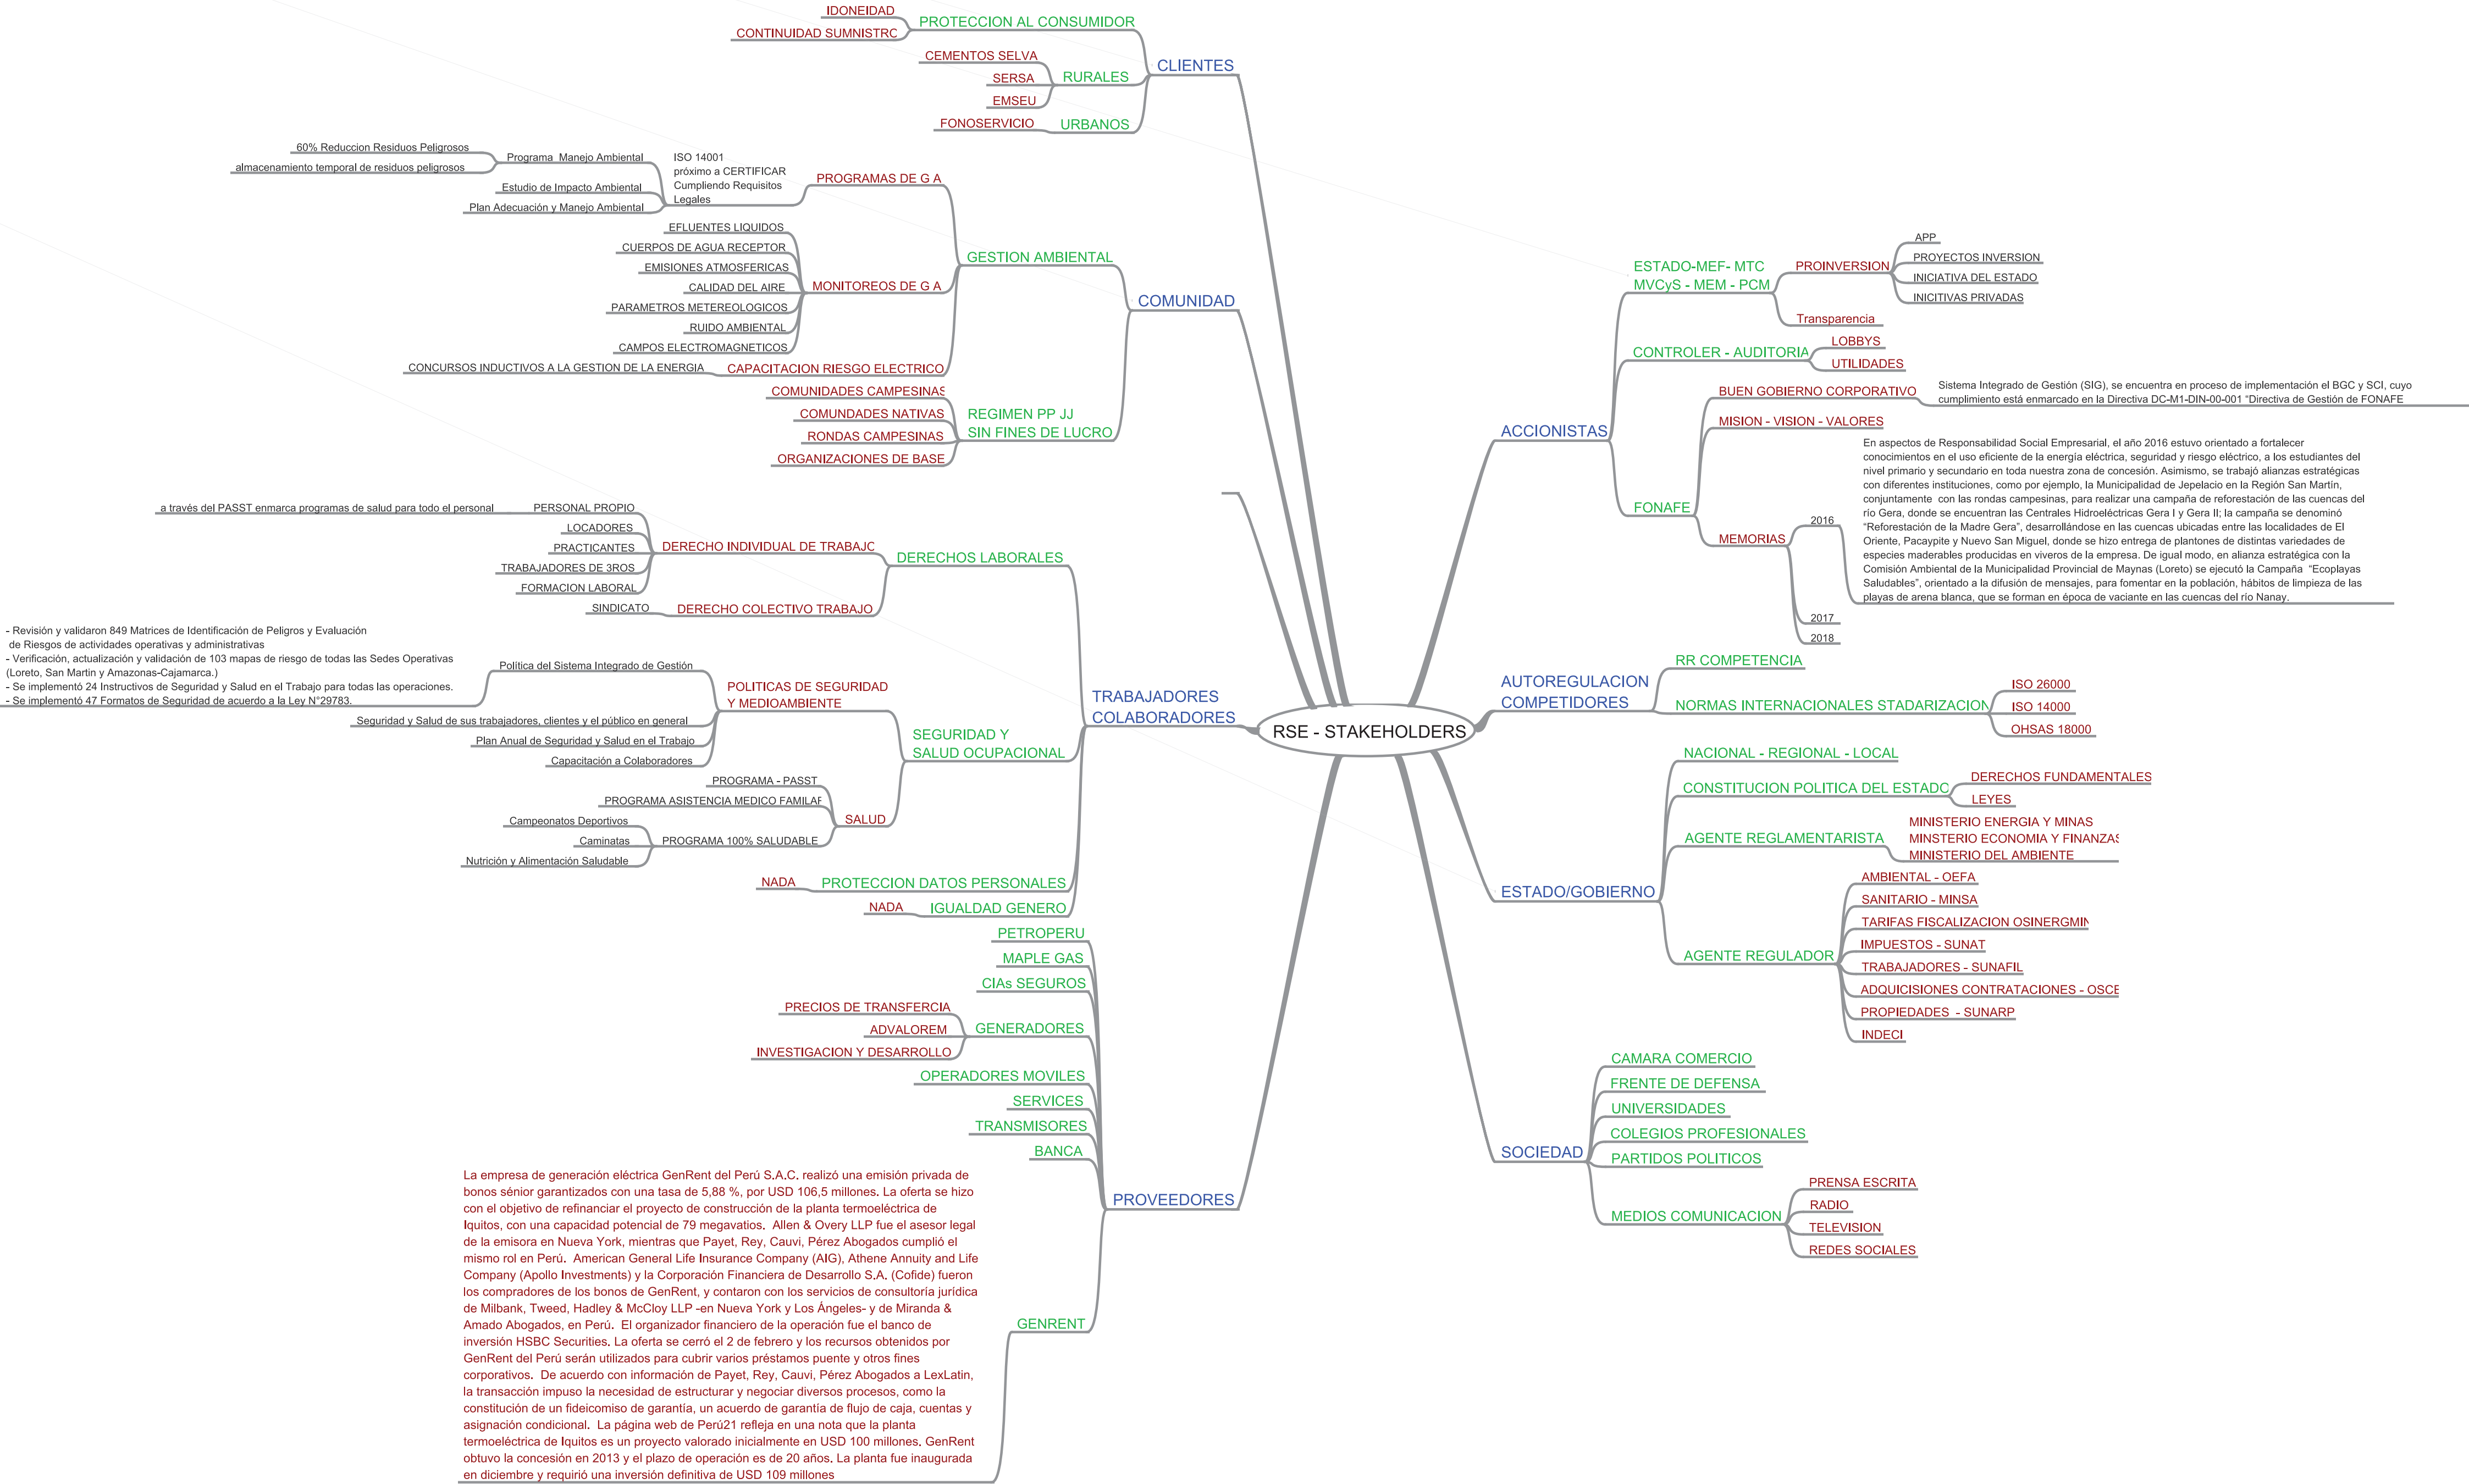 RSE - STAKEHOLDERS
CLIENTES
PROTECCION AL CONSUMIDOR
IDONEIDAD
CONTINUIDAD SUMNISTRO
RURALES
CEMENTOS SELVA
SERSA
EMSEU
URBANOS
FONOSERVICIO
COMUNIDAD
GESTION AMBIENTAL
PROGRAMAS DE G A
ISO 14001
próximo a CERTIFICAR
Cumpliendo Requisitos
Legales
Programa  Manejo Ambiental
60% Reduccion Residuos Peligrosos
almacenamiento temporal de residuos peligrosos
Estudio de Impacto Ambiental
Plan Adecuación y Manejo Ambiental
MONITOREOS DE G A
EFLUENTES LIQUIDOS
CUERPOS DE AGUA RECEPTOR
EMISIONES ATMOSFERICAS
CALIDAD DEL AIRE
PARAMETROS METEREOLOGICOS
RUIDO AMBIENTAL
CAMPOS ELECTROMAGNETICOS
CAPACITACION RIESGO ELECTRICO
CONCURSOS INDUCTIVOS A LA GESTION DE LA ENERGIA
REGIMEN PP JJ
SIN FINES DE LUCRO
COMUNIDADES CAMPESINAS
COMUNDADES NATIVAS
RONDAS CAMPESINAS
ORGANIZACIONES DE BASE
TRABAJADORES
COLABORADORES
DERECHOS LABORALES
DERECHO INDIVIDUAL DE TRABAJO
PERSONAL PROPIO
a través del PASST enmarca programas de salud para todo el personal
LOCADORES
PRACTICANTES
TRABAJADORES DE 3ROS
FORMACION LABORAL
DERECHO COLECTIVO TRABAJO
SINDICATO
SEGURIDAD Y
SALUD OCUPACIONAL
POLITICAS DE SEGURIDAD
Y MEDIOAMBIENTE
Política del Sistema Integrado de Gestión
- Revisión y validaron 849 Matrices de Identificación de Peligros y Evaluación
de Riesgos de actividades operativas y administrativas
- Verificación, actualización y validación de 103 mapas de riesgo de todas las Sedes Operativas
(Loreto, San Martin y Amazonas-Cajamarca.)
- Se implementó 24 Instructivos de Seguridad y Salud en el Trabajo para todas las operaciones.
- Se implementó 47 Formatos de Seguridad de acuerdo a la Ley N°29783.
Seguridad y Salud de sus trabajadores, clientes y el público en general
Plan Anual de Seguridad y Salud en el Trabajo
Capacitación a Colaboradores
SALUD
PROGRAMA - PASST
PROGRAMA ASISTENCIA MEDICO FAMILAR
PROGRAMA 100% SALUDABLE
Campeonatos Deportivos
Caminatas
Nutrición y Alimentación Saludable
PROTECCION DATOS PERSONALES
NADA
IGUALDAD GENERO
NADA
PROVEEDORES
PETROPERU
MAPLE GAS
CIAs SEGUROS
GENERADORES
PRECIOS DE TRANSFERCIA
ADVALOREM
INVESTIGACION Y DESARROLLO
OPERADORES MOVILES
SERVICES
TRANSMISORES
BANCA
GENRENT
La empresa de generación eléctrica GenRent del Perú S.A.C. realizó una emisión privada de
bonos sénior garantizados con una tasa de 5,88 %, por USD 106,5 millones. La oferta se hizo
con el objetivo de refinanciar el proyecto de construcción de la planta termoeléctrica de
Iquitos, con una capacidad potencial de 79 megavatios.  Allen & Overy LLP fue el asesor legal
de la emisora en Nueva York, mientras que Payet, Rey, Cauvi, Pérez Abogados cumplió el
mismo rol en Perú.  American General Life Insurance Company (AIG), Athene Annuity and Life
Company (Apollo Investments) y la Corporación Financiera de Desarrollo S.A. (Cofide) fueron
los compradores de los bonos de GenRent, y contaron con los servicios de consultoría jurídica
de Milbank, Tweed, Hadley & McCloy LLP -en Nueva York y Los Ángeles- y de Miranda &
Amado Abogados, en Perú.  El organizador financiero de la operación fue el banco de
inversión HSBC Securities. La oferta se cerró el 2 de febrero y los recursos obtenidos por
GenRent del Perú serán utilizados para cubrir varios préstamos puente y otros fines
corporativos.  De acuerdo con información de Payet, Rey, Cauvi, Pérez Abogados a LexLatin,
la transacción impuso la necesidad de estructurar y negociar diversos procesos, como la
constitución de un fideicomiso de garantía, un acuerdo de garantía de flujo de caja, cuentas y
asignación condicional.  La página web de Perú21 refleja en una nota que la planta
termoeléctrica de Iquitos es un proyecto valorado inicialmente en USD 100 millones. GenRent
obtuvo la concesión en 2013 y el plazo de operación es de 20 años. La planta fue inaugurada
en diciembre y requirió una inversión definitiva de USD 109 millones
ACCIONISTAS
ESTADO-MEF- MTC
MVCyS - MEM - PCM
PROINVERSION
APP
PROYECTOS INVERSION
INICIATIVA DEL ESTADO
INICITIVAS PRIVADAS
Transparencia
CONTROLER - AUDITORIA
LOBBYS
UTILIDADES
FONAFE
BUEN GOBIERNO CORPORATIVO
Sistema Integrado de Gestión (SIG), se encuentra en proceso de implementación el BGC y SCI, cuyo
cumplimiento está enmarcado en la Directiva DC-M1-DIN-00-001 "Directiva de Gestión de FONAFE
MISION - VISION - VALORES
MEMORIAS
2016
En aspectos de Responsabilidad Social Empresarial, el año 2016 estuvo orientado a fortalecer
conocimientos en el uso eficiente de la energía eléctrica, seguridad y riesgo eléctrico, a los estudiantes del
nivel primario y secundario en toda nuestra zona de concesión. Asimismo, se trabajó alianzas estratégicas
con diferentes instituciones, como por ejemplo, la Municipalidad de Jepelacio en la Región San Martín,
conjuntamente  con las rondas campesinas, para realizar una campaña de reforestación de las cuencas del
río Gera, donde se encuentran las Centrales Hidroeléctricas Gera I y Gera II; la campaña se denominó
"Reforestación de la Madre Gera", desarrollándose en las cuencas ubicadas entre las localidades de El
Oriente, Pacaypite y Nuevo San Miguel, donde se hizo entrega de plantones de distintas variedades de
especies maderables producidas en viveros de la empresa. De igual modo, en alianza estratégica con la
Comisión Ambiental de la Municipalidad Provincial de Maynas (Loreto) se ejecutó la Campaña  "Ecoplayas
Saludables", orientado a la difusión de mensajes, para fomentar en la población, hábitos de limpieza de las
playas de arena blanca, que se forman en época de vaciante en las cuencas del río Nanay.
2017
2018
AUTOREGULACION
COMPETIDORES
RR COMPETENCIA
NORMAS INTERNACIONALES STADARIZACION
ISO 26000
ISO 14000
OHSAS 18000
ESTADO/GOBIERNO
NACIONAL - REGIONAL - LOCAL
CONSTITUCION POLITICA DEL ESTADO
DERECHOS FUNDAMENTALES
LEYES
AGENTE REGLAMENTARISTA
MINISTERIO ENERGIA Y MINAS
MINSTERIO ECONOMIA Y FINANZAS
MINISTERIO DEL AMBIENTE
AGENTE REGULADOR
AMBIENTAL - OEFA
SANITARIO - MINSA
TARIFAS FISCALIZACION OSINERGMIN
IMPUESTOS - SUNAT
TRABAJADORES - SUNAFIL
ADQUICISIONES CONTRATACIONES - OSCE
PROPIEDADES  - SUNARP
INDECI
SOCIEDAD
CAMARA COMERCIO
FRENTE DE DEFENSA
UNIVERSIDADES
COLEGIOS PROFESIONALES
PARTIDOS POLITICOS
MEDIOS COMUNICACION
PRENSA ESCRITA
RADIO
TELEVISION
REDES SOCIALES